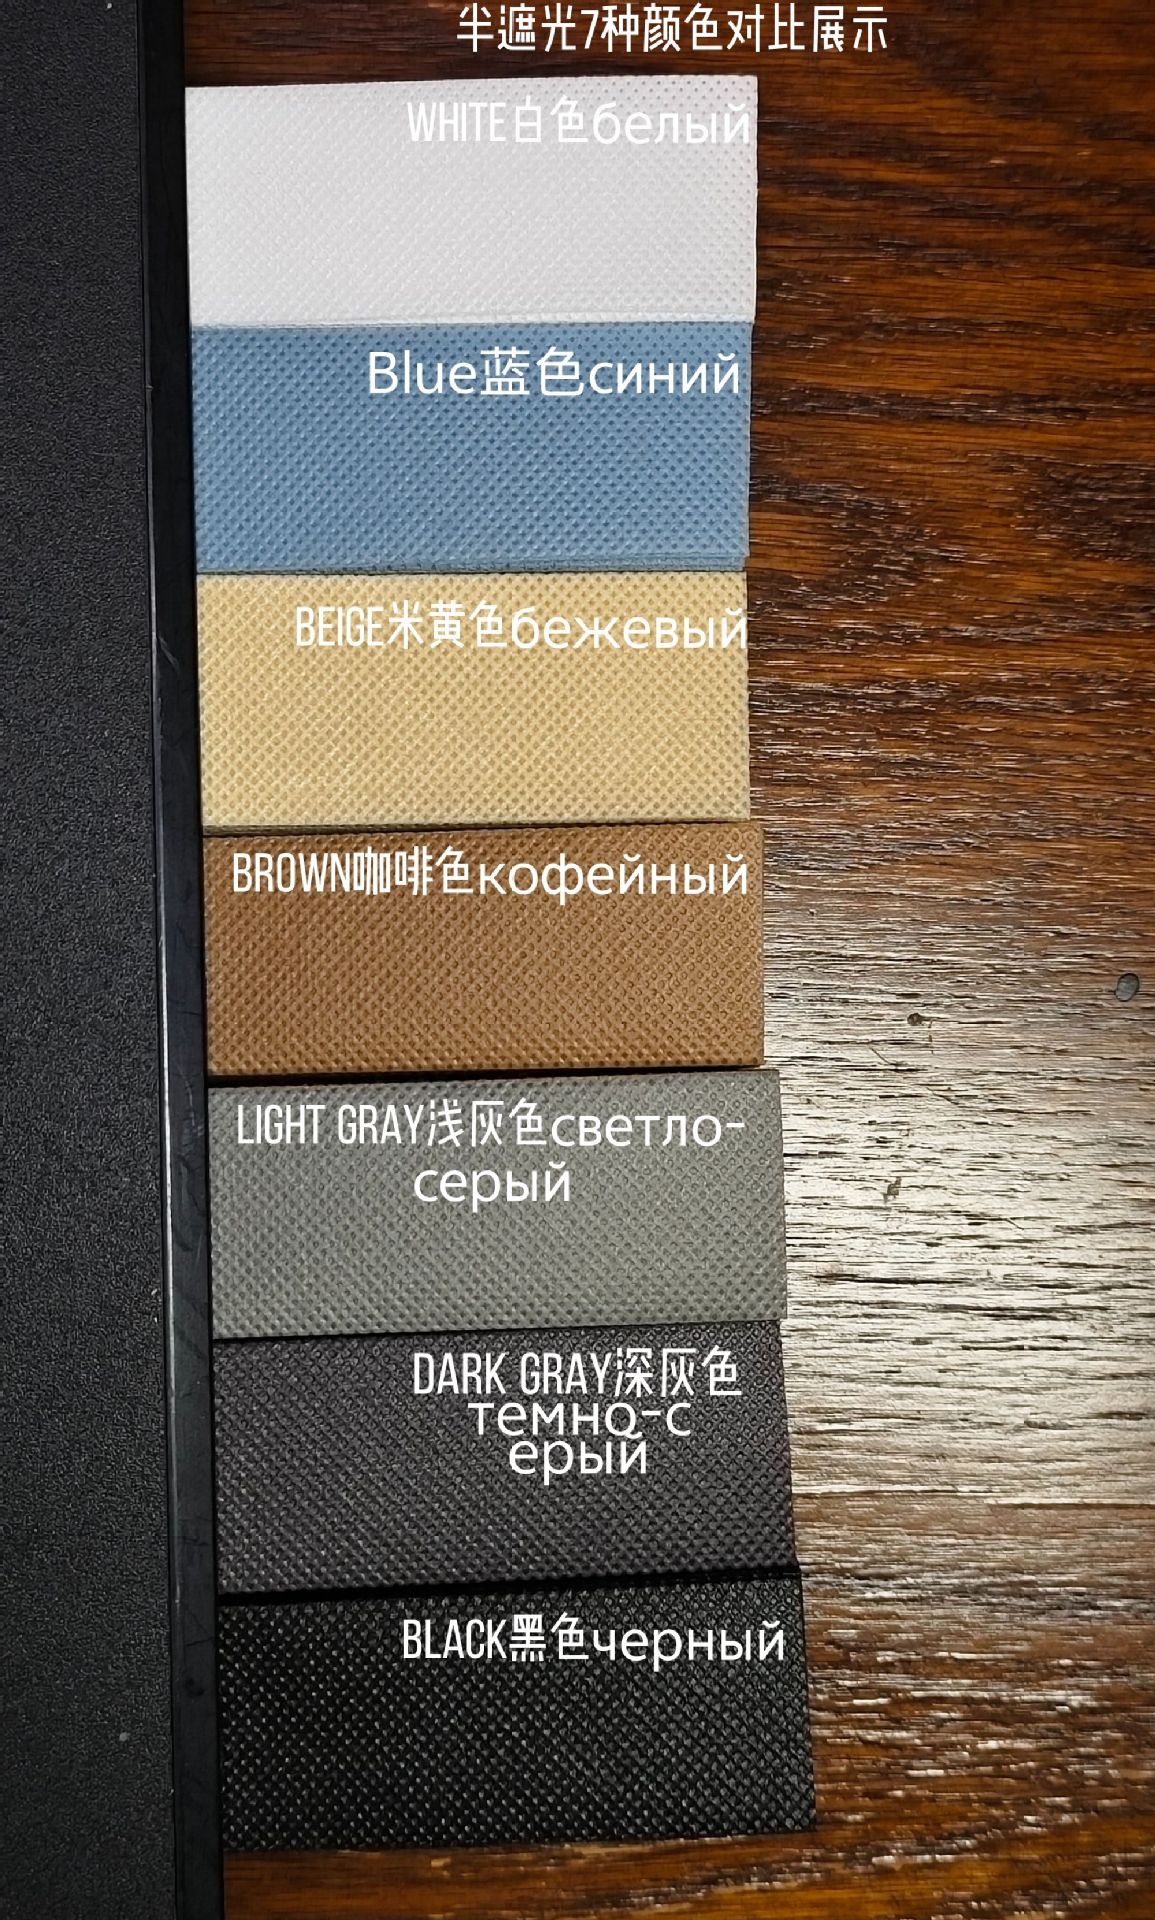 半遮光7种颜色对比展示
WHITE白色белый
Blue蓝色синий
BEIGE米黄色бежевый
BROWN咖啡色кофейный
LIGHT GRAY浅灰色светло-
серый
DARK GRAY深灰色
темно-с
ерый
BLACK黑色черный